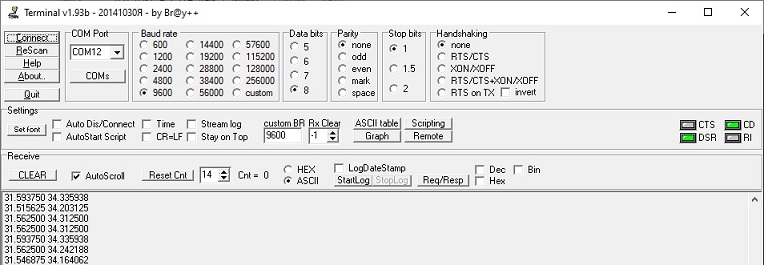 Terminal v1.93b - 20141030Я - by Br@y++
Connect
ReScan
Help
About..
Quit
COM Port
COM12
COMs
Baud rate
600 14400 57600
1200 19200 115200
2400 28800 128000
4800 38400 256000
9600 56000 custom
Data bits
5
6
7
8
Parity
none
odd
even
mark
space
Stop bits
1
1.5
2
Handshaking
none
RTS/CTS
XON/XOFF
RTS/CTS+XON/XOFF
RTS on TX invert
Settings
Set font
Auto Dis/Connect Time Stream log
AutoStart Script CR=LF Stay on Top
custom BR Rx Clear
9600 -1
ASCII table Scripting
Graph Remote
CTS CD
DSR RI
Receive
CLEAR AutoScroll Reset Cnt 14 Cnt = 0
HEX
ASCII
LogDateStamp
StartLog StopLog Req/Resp
Dec Bin
Hex
31.593750 34.335938
31.515625 34.203125
31.562500 34.312500
31.562500 34.312500
31.593750 34.335938
31.562500 34.242188
31.546875 34.164062